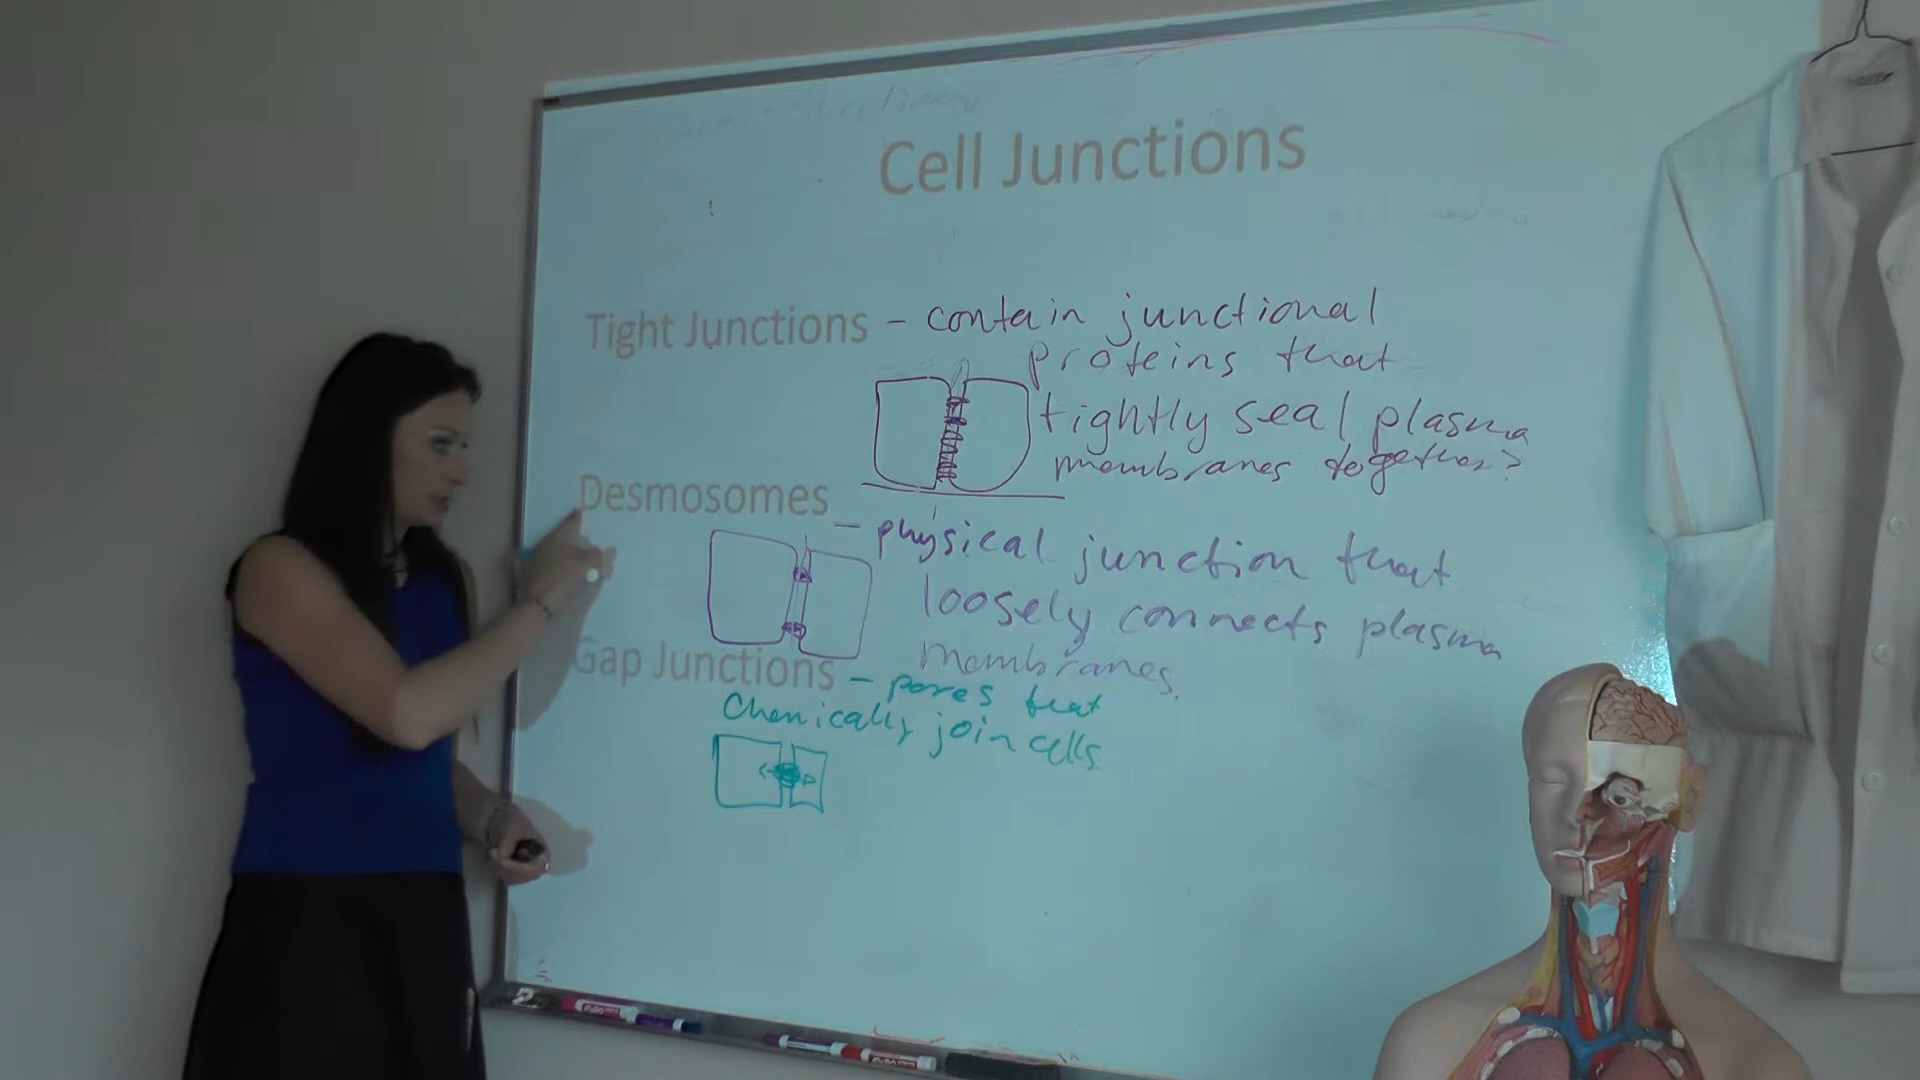 Cell Junctions
Tight Junctions - contain junctional
proteins that
tightly seal plasma
membranes together?
Desmosomes
- physical junction that
loosely connects plasma
membranes.
Gap Junctions - pores that
Chemically join cells.
EXPO